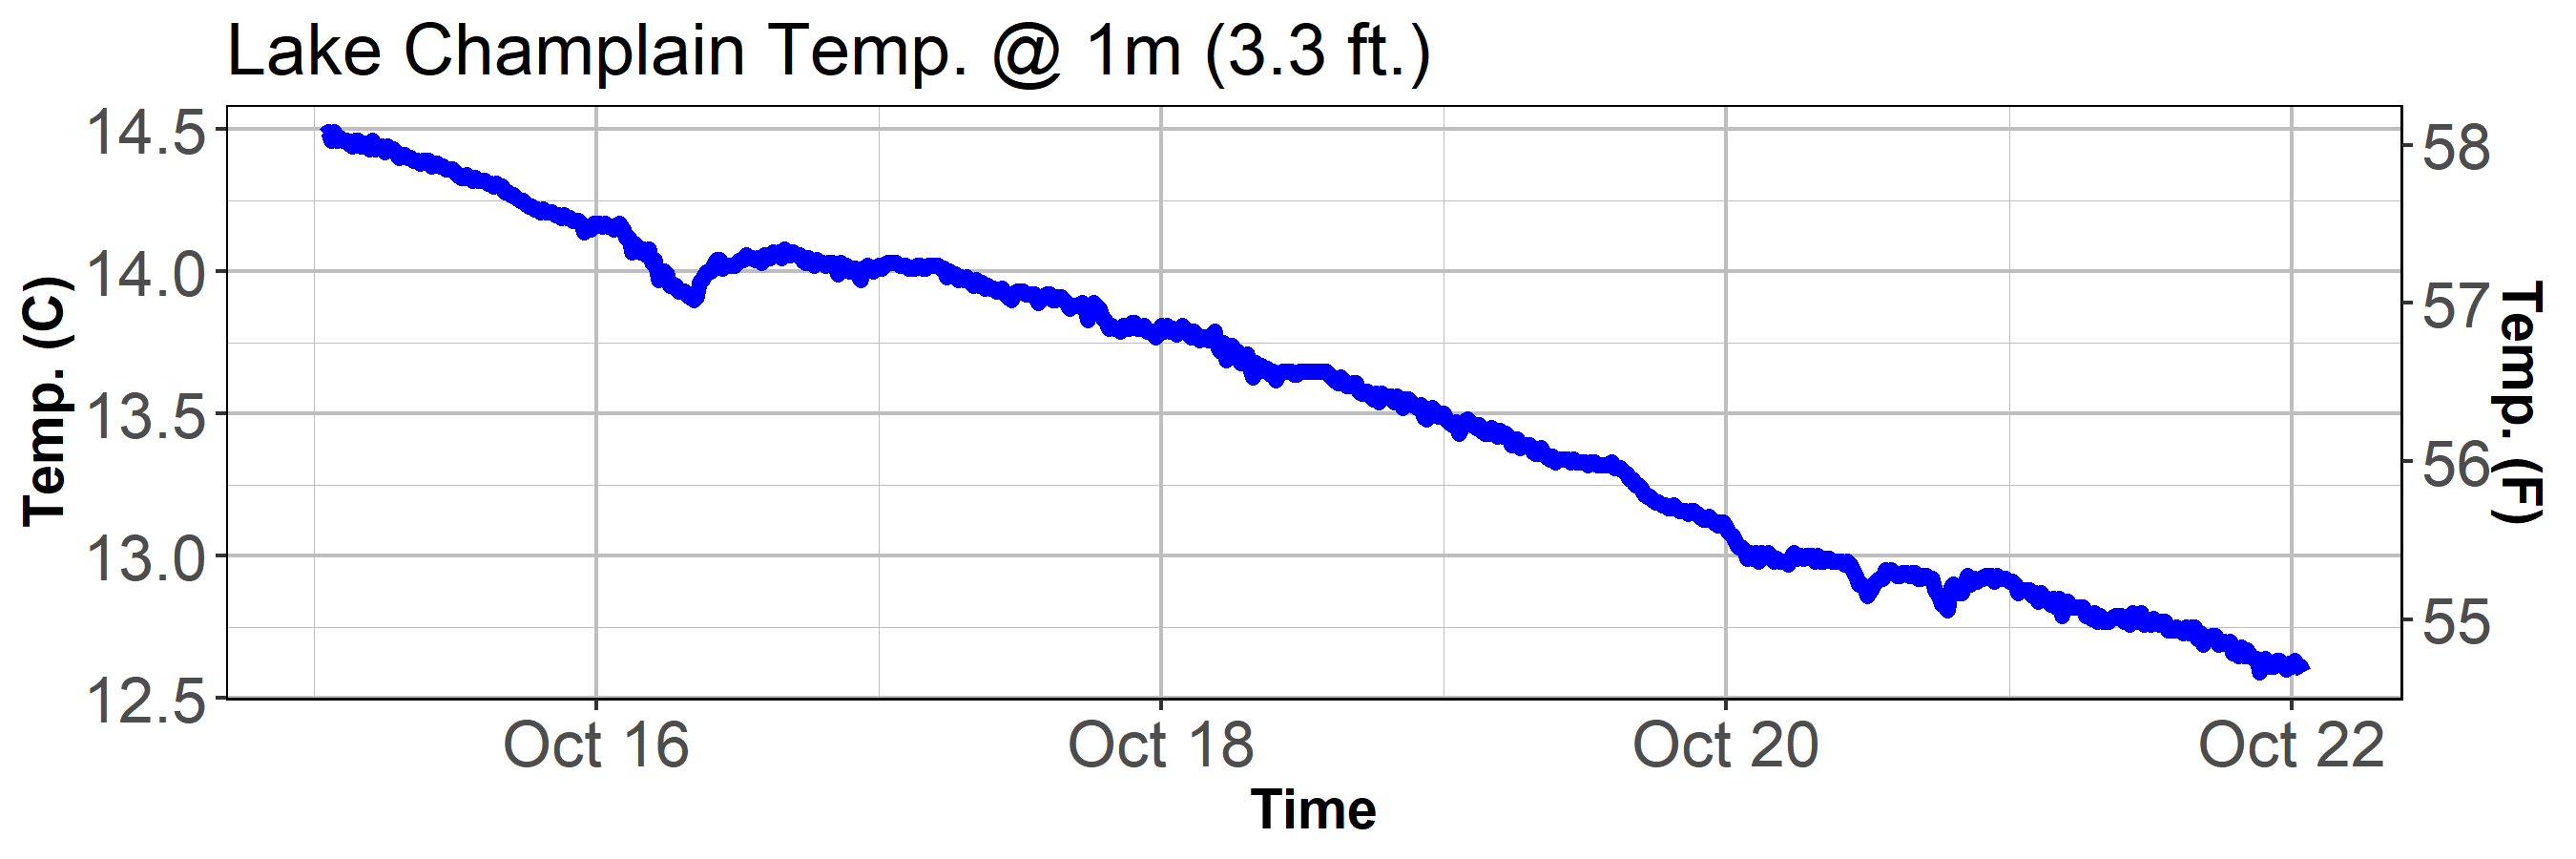 Lake Champlain Temp. @ 1m (3.3 ft.)
14.5
14.0
13.5
13.0
12.5
Temp. (C)
58
57
56
55
Temp. (F)
Oct 16 Oct 18 Oct 20 Oct 22
Time